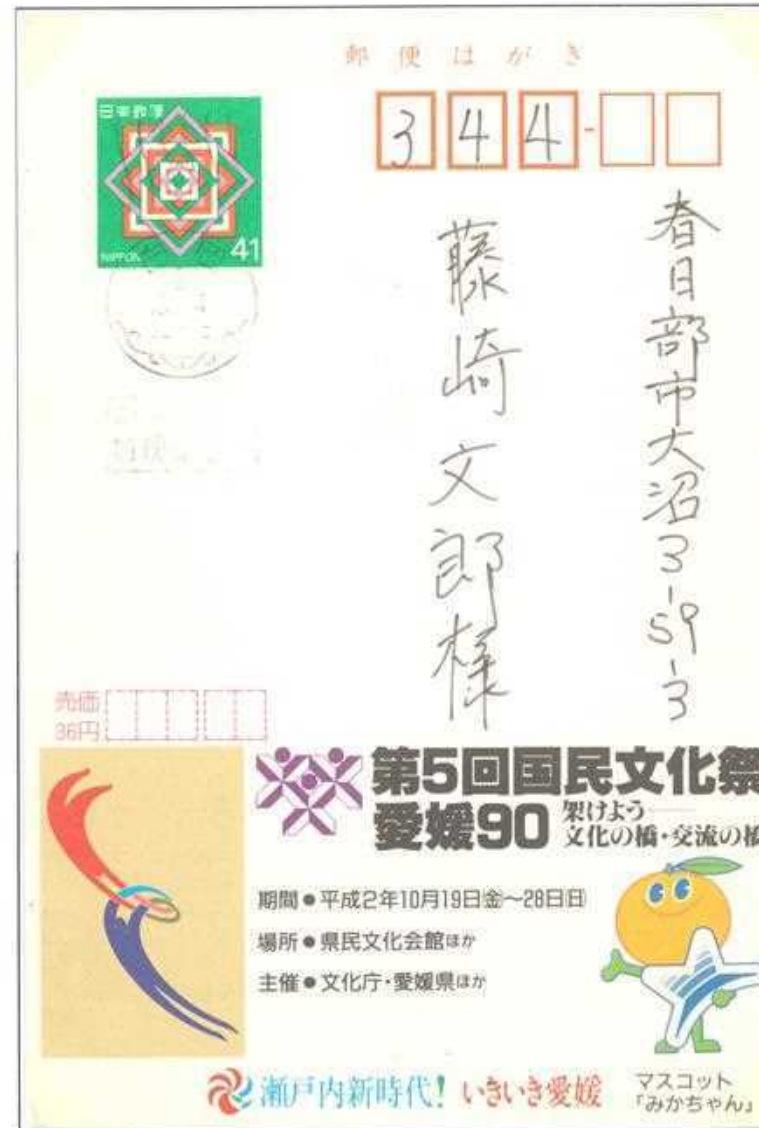 郵便はがき
日本郵便
NIPPON
41
344-
春日部市大沼3-59-3
藤崎文郎様
売価
36円
第5回国民文化祭
愛媛90
架けよう
文化の橋・交流の橋
期間●平成2年10月19日㈮〜28日㈰
場所●県民文化会館ほか
主催●文化庁・愛媛県ほか
瀬戸内新時代!いきいき愛媛
マスコット
「みかちゃん」